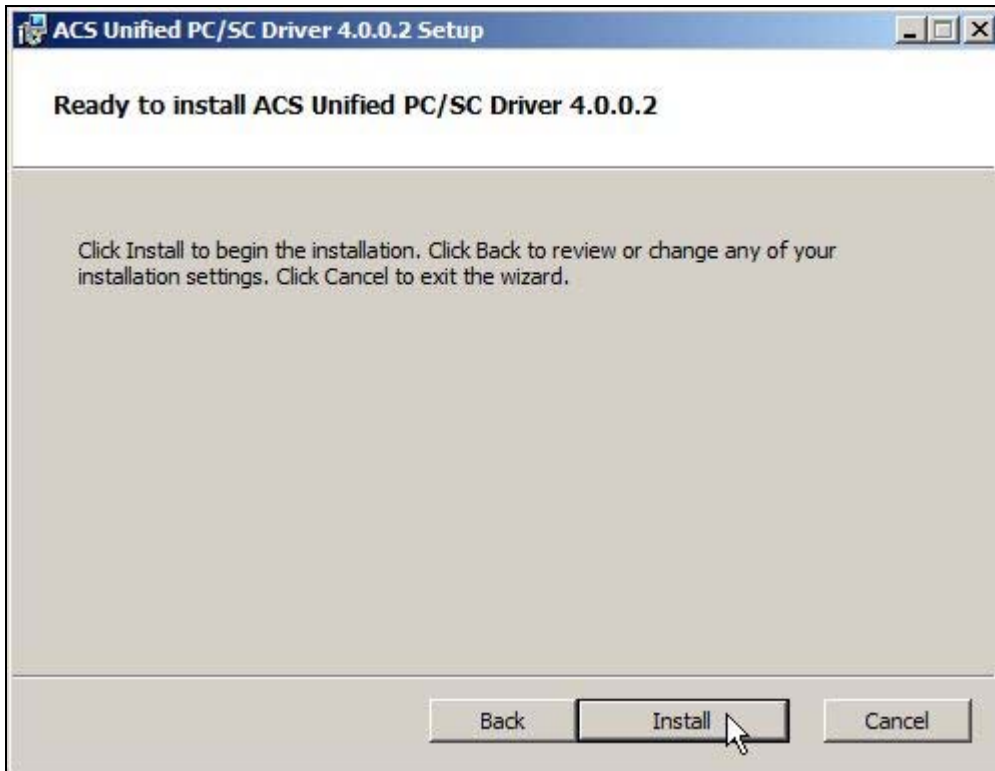 ACS Unified PC/SC Driver 4.0.0.2 Setup
Ready to install ACS Unified PC/SC Driver 4.0.0.2
Click Install to begin the installation. Click Back to review or change any of your
installation settings. Click Cancel to exit the wizard.
Back Install Cancel